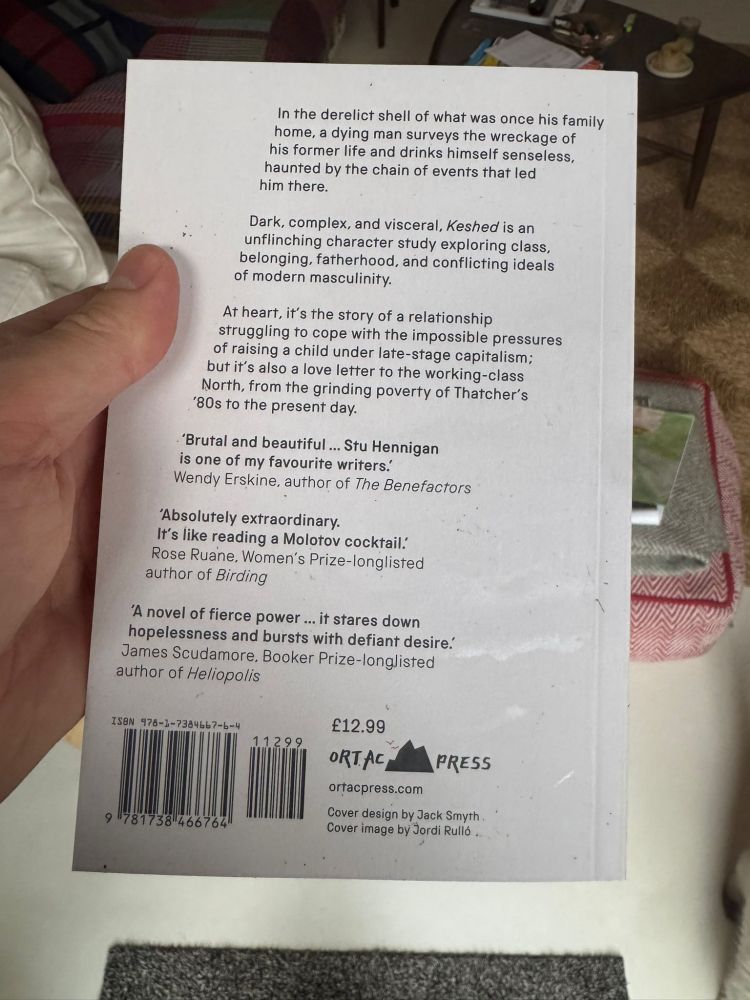 In the derelict shell of what was once his family
home, a dying man surveys the wreckage of
his former life and drinks himself senseless,
haunted by the chain of events that led
him there.
Dark, complex, and visceral, Keshed is an
unflinching character study exploring class,
belonging, fatherhood, and conflicting ideals
of modern masculinity.
At heart, it's the story of a relationship
struggling to cope with the impossible pressures
of raising a child under late-stage capitalism;
but it's also a love letter to the working-class
North, from the grinding poverty of Thatcher's
'80s to the present day.
'Brutal and beautiful ... Stu Hennigan
is one of my favourite writers.'
Wendy Erskine, author of The Benefactors
'Absolutely extraordinary.
It's like reading a Molotov cocktail.'
Rose Ruane, Women's Prize-longlisted
author of Birding
'A novel of fierce power ... it stares down
hopelessness and bursts with defiant desire.'
James Scudamore, Booker Prize-longlisted
author of Heliopolis
ISBN 978-1-7384667-6-4
11299
9 781738 466764
£12.99
ORTAC PRESS
ortacpress.com
Cover design by Jack Smyth
Cover image by Jordi Rulló